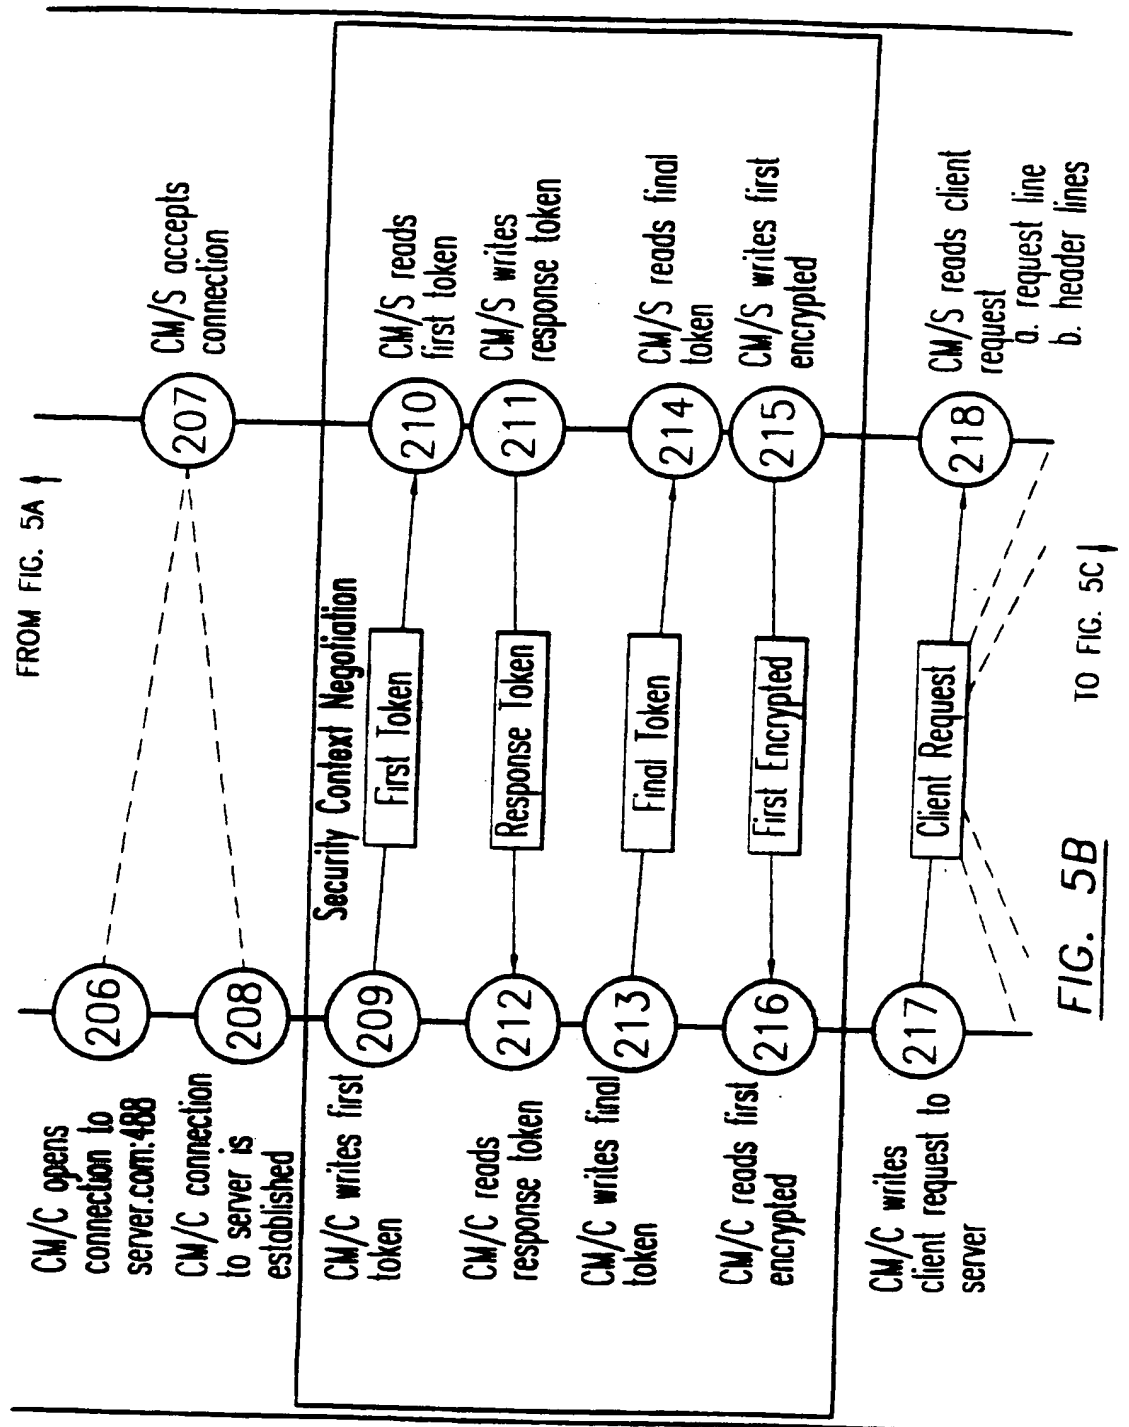 FROM FIG. 5A
206
CM/C opens
connection to
server.com:488
207
CM/S accepts
connection
208
CM/C connection
to server is
established
Security Context Negotiation
209
CM/C writes first
token
First Token
210
CM/S reads
first token
211
CM/S writes
response token
Response Token
212
CM/C reads
response token
213
CM/C writes final
token
Final Token
214
CM/S reads final
token
215
CM/S writes first
encrypted
First Encrypted
216
CM/C reads first
encrypted
217
CM/C writes
client request to
server
Client Request
218
CM/S reads client
request
a. request line
b. header lines
TO FIG. 5C
FIG. 5B